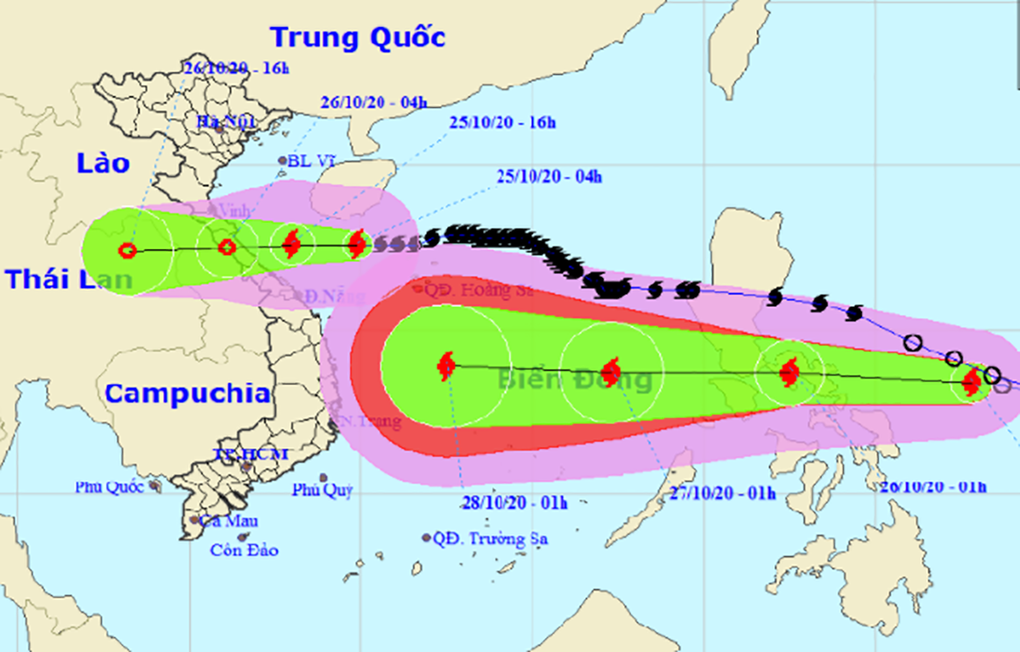 Trung Quốc
26/10/20 - 16h
26/10/20 - 04h
25/10/20 - 16h
Hà Nội
Lào
BL Vĩ
25/10/20 - 04h
Vinh
Thái Lan
Đ.Nẵng
QĐ. Hoàng Sa
Biển Đông
Campuchia
N.Trang
TP.HCM
Phú Quốc
Phú Quý
28/10/20 - 01h
27/10/20 - 01h
26/10/20 - 01h
Cà Mau
Côn Đảo
QĐ. Trường Sa